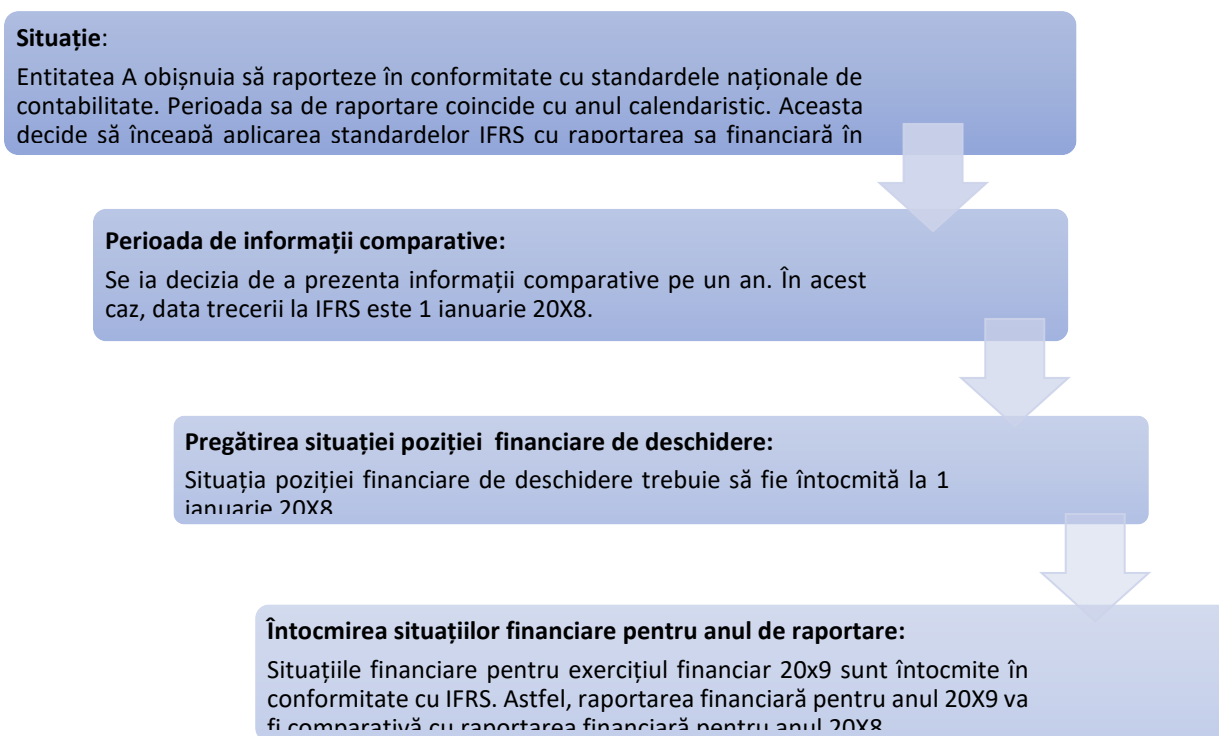 Situație:
Entitatea A obișnuia să raporteze în conformitate cu standardele naționale de
contabilitate. Perioada sa de raportare coincide cu anul calendaristic. Aceasta
decide să înceapă aplicarea standardelor IFRS cu raportarea sa financiară în
Perioada de informații comparative:
Se ia decizia de a prezenta informații comparative pe un an. În acest
caz, data trecerii la IFRS este 1 ianuarie 20X8.
Pregătirea situației poziției financiare de deschidere:
Situația poziției financiare de deschidere trebuie să fie întocmită la 1
ianuarie 20X8
Întocmirea situațiilor financiare pentru anul de raportare:
Situațiile financiare pentru exercițiul financiar 20x9 sunt întocmite în
conformitate cu IFRS. Astfel, raportarea financiară pentru anul 20X9 va
fi comparativă cu raportarea financiară pentru anul 20X8